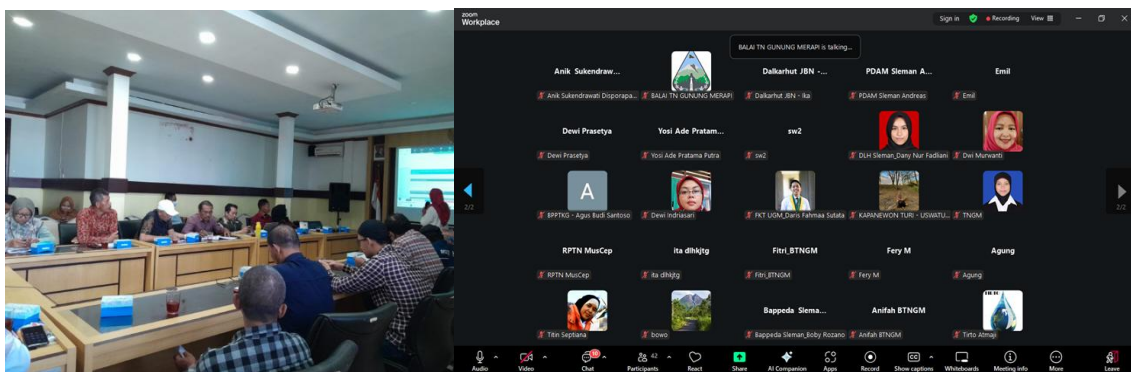 zoom
Workplace
Sign in
Recording
View
BALAI TN GUNUNG MERAPI is talking...
Anik Sukendraw...
Dalkarhut JBN -...
PDAM Sleman A...
Emil
Anik Sukendrawati Disporapa...
BALAI TN GUNUNG MERAPI
Dalkarhut JBN - Ika
PDAM Sleman Andreas
Emil
Dewi Prasetya
Yosi Ade Pratam...
sw2
Dewi Prasetya
Yosi Ade Pratama Putra
sw2
DLH Sleman_Dany Nur Fadliani
Dwi Murwanti
A
2/2
2/2
BPPTKG - Agus Budi Santoso
Dewi Indriasari
FKT UGM_Daris Fahmaa Sutata
KAPANEWON TURI - USWATU...
TNGM
RPTN MusCep
ita dlhkjtg
Fitri_BTNGM
Fery M
Agung
RPTN MusCep
ita dlhkjtg
Fitri_BTNGM
Fery M
Agung
Bappeda Slema...
Anifah BTNGM
Titin Septiana
bowo
Bappeda Sleman_Boby Rozano
Anifah BTNGM
Tirto Atmaji
42
Audio
Video
Chat
Participants
React
Share
AI Companion
Apps
Record
CC
Show captions
Whiteboards
Meeting info
More
Leave